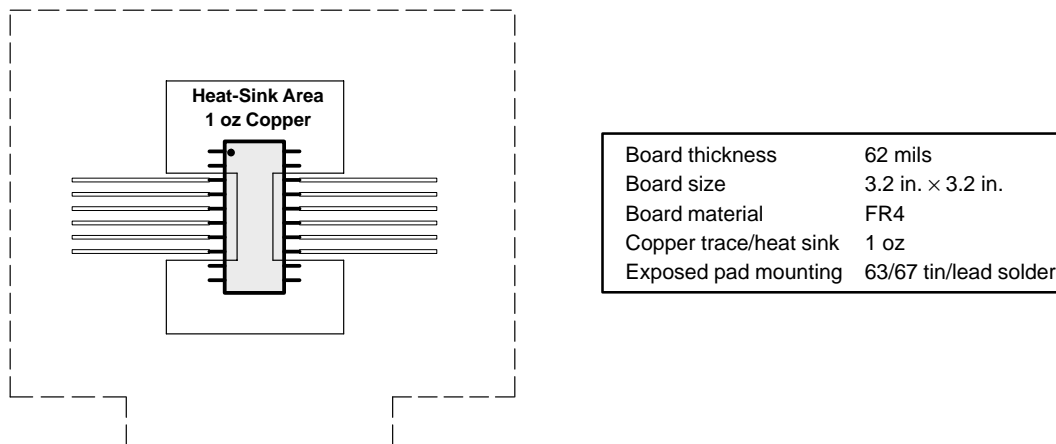 Heat-Sink Area
1 oz Copper
Board thickness 62 mils
Board size 3.2 in. × 3.2 in.
Board material FR4
Copper trace/heat sink 1 oz
Exposed pad mounting 63/67 tin/lead solder